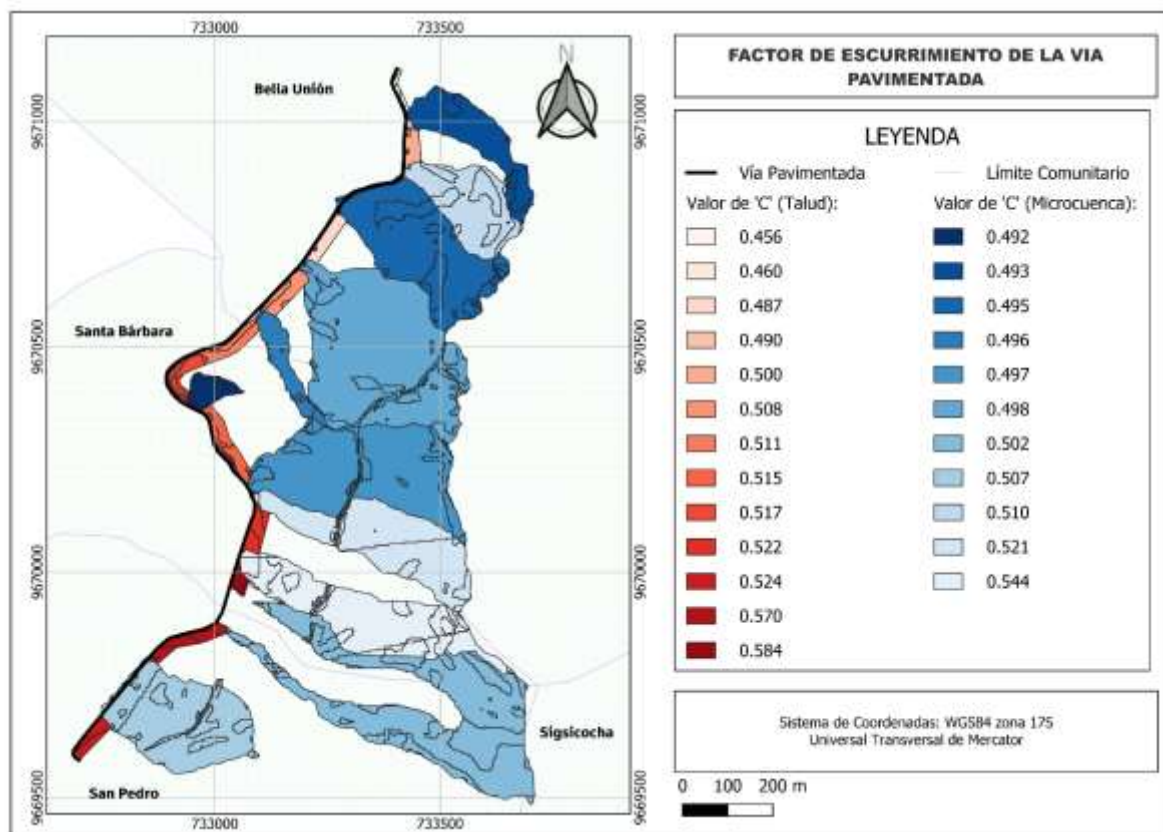 733000
733500
N
Bella Unión
9671000
9671000
Santa Bárbara
9670500
9670500
9670000
9670000
Sigsicocha
San Pedro
9669500
9669500
733000
733500
FACTOR DE ESCURRIMIENTO DE LA VIA
PAVIMENTADA
LEYENDA
Vía Pavimentada
Límite Comunitario
Valor de 'C' (Talud):
Valor de 'C' (Microcuenca):
0.456
0.492
0.460
0.493
0.487
0.495
0.490
0.496
0.500
0.497
0.508
0.498
0.511
0.502
0.515
0.507
0.517
0.510
0.522
0.521
0.524
0.544
0.570
0.584
Sistema de Coordenadas: WGS84 zona 17S
Universal Transversal de Mercator
0 100 200 m